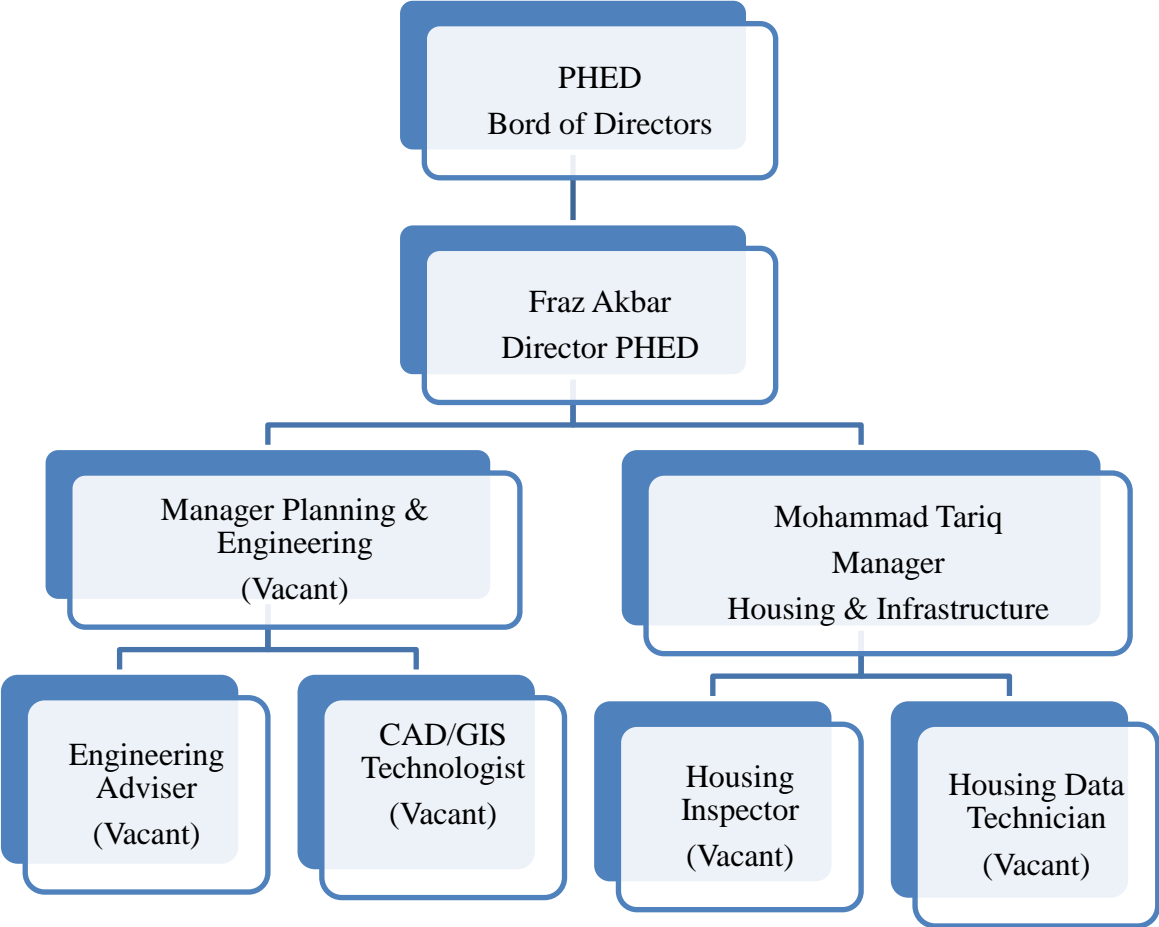 PHED
Bord of Directors
Fraz Akbar
Director PHED
Manager Planning &
Engineering
(Vacant)
Mohammad Tariq
Manager
Housing & Infrastructure
Engineering
Adviser
(Vacant)
CAD/GIS
Technologist
(Vacant)
Housing
Inspector
(Vacant)
Housing Data
Technician
(Vacant)